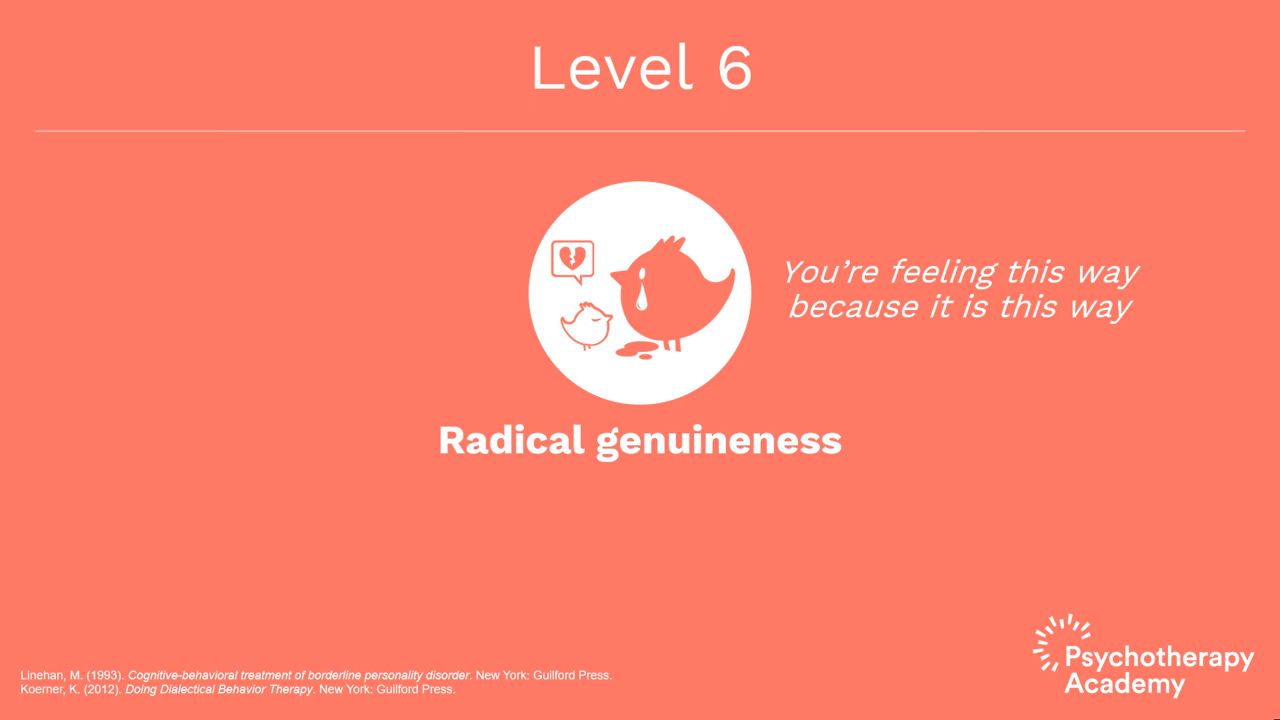 Level 6
You’re feeling this way
because it is this way
Radical genuineness
Linehan, M. (1993). Cognitive-behavioral treatment of borderline personality disorder. New York: Guilford Press.
Koerner, K. (2012). Doing Dialectical Behavior Therapy. New York: Guilford Press.
Psychotherapy
Academy